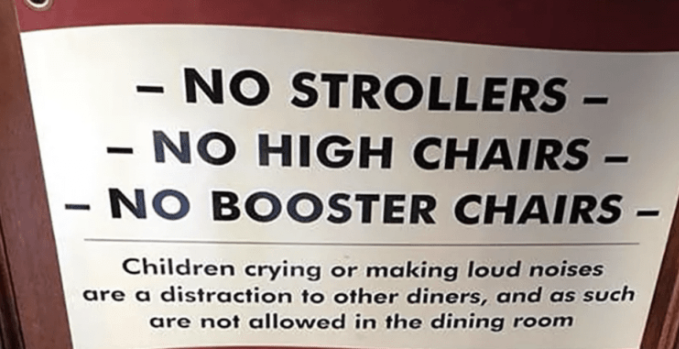 – NO STROLLERS –
– NO HIGH CHAIRS –
– NO BOOSTER CHAIRS –
Children crying or making loud noises
are a distraction to other diners, and as such
are not allowed in the dining room